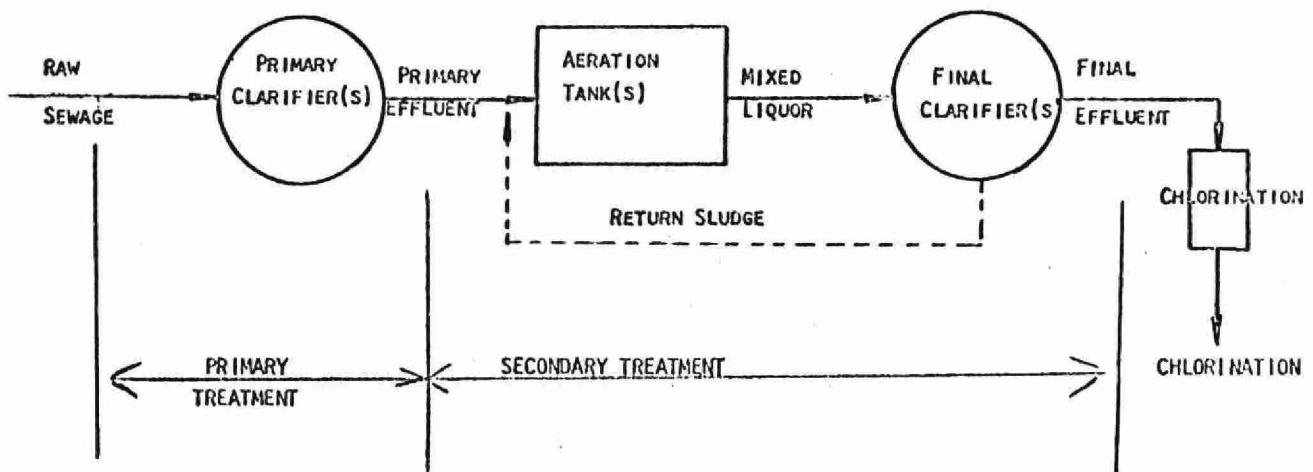 RAW
SEWAGE
PRIMARY
CLARIFIER(S)
PRIMARY
EFFLUENT
AERATION
TANK(S)
MIXED
LIQUOR
FINAL
CLARIFIER(S
FINAL
EFFLUENT
CHLORINATION
RETURN SLUDGE
PRIMARY
TREATMENT
SECONDARY TREATMENT
CHLORINATION